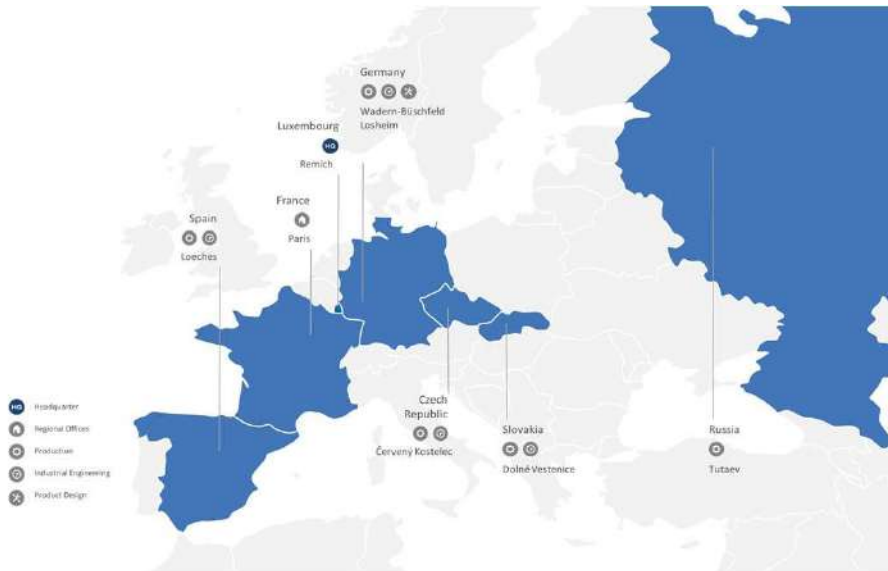 Germany
Wadern-Büschfeld
Losheim
Luxembourg
HQ
Remich
France
Paris
Spain
Loeches
Czech
Republic
Červený Kostelec
Slovakia
Dolné Vestenice
Russia
Tutaev
HQ Headquarter
Regional Offices
Production
Industrial Engineering
Product Design